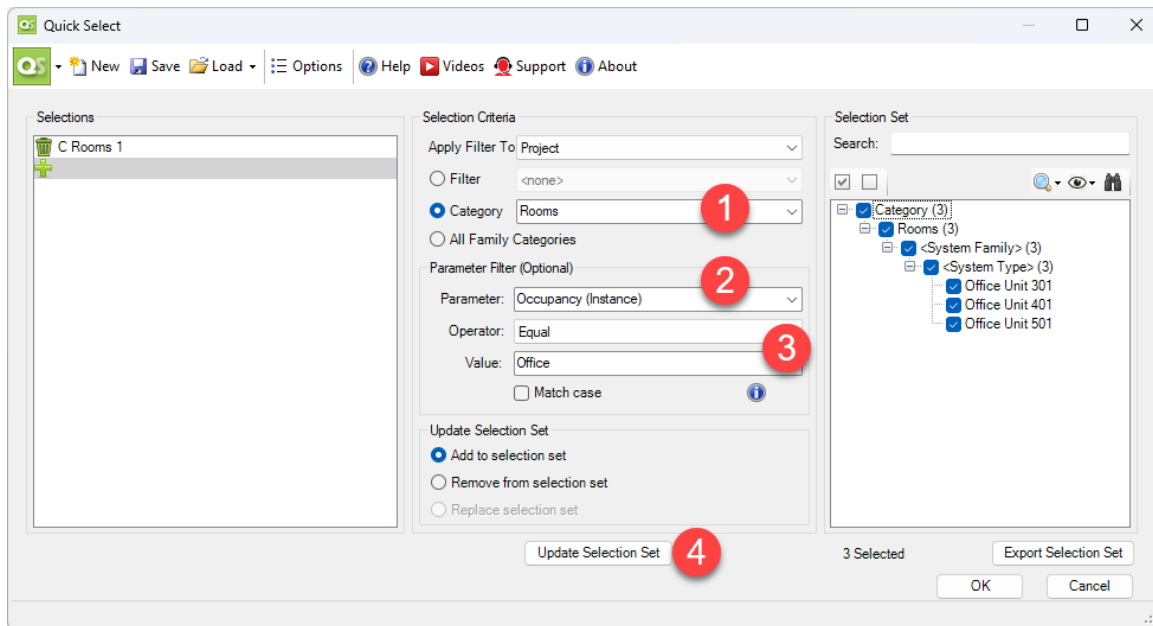 QS Quick Select
QS New Save Load Options Help Videos Support About
Selections
C Rooms 1
Selection Criteria
Apply Filter To Project
Filter <none>
Category Rooms
1
All Family Categories
Parameter Filter (Optional)
2
Parameter: Occupancy (Instance)
Operator: Equal
3
Value: Office
Match case
Update Selection Set
Add to selection set
Remove from selection set
Replace selection set
Update Selection Set
4
Selection Set
Search:
Category (3)
Rooms (3)
<System Family> (3)
<System Type> (3)
Office Unit 301
Office Unit 401
Office Unit 501
3 Selected
Export Selection Set
OK
Cancel